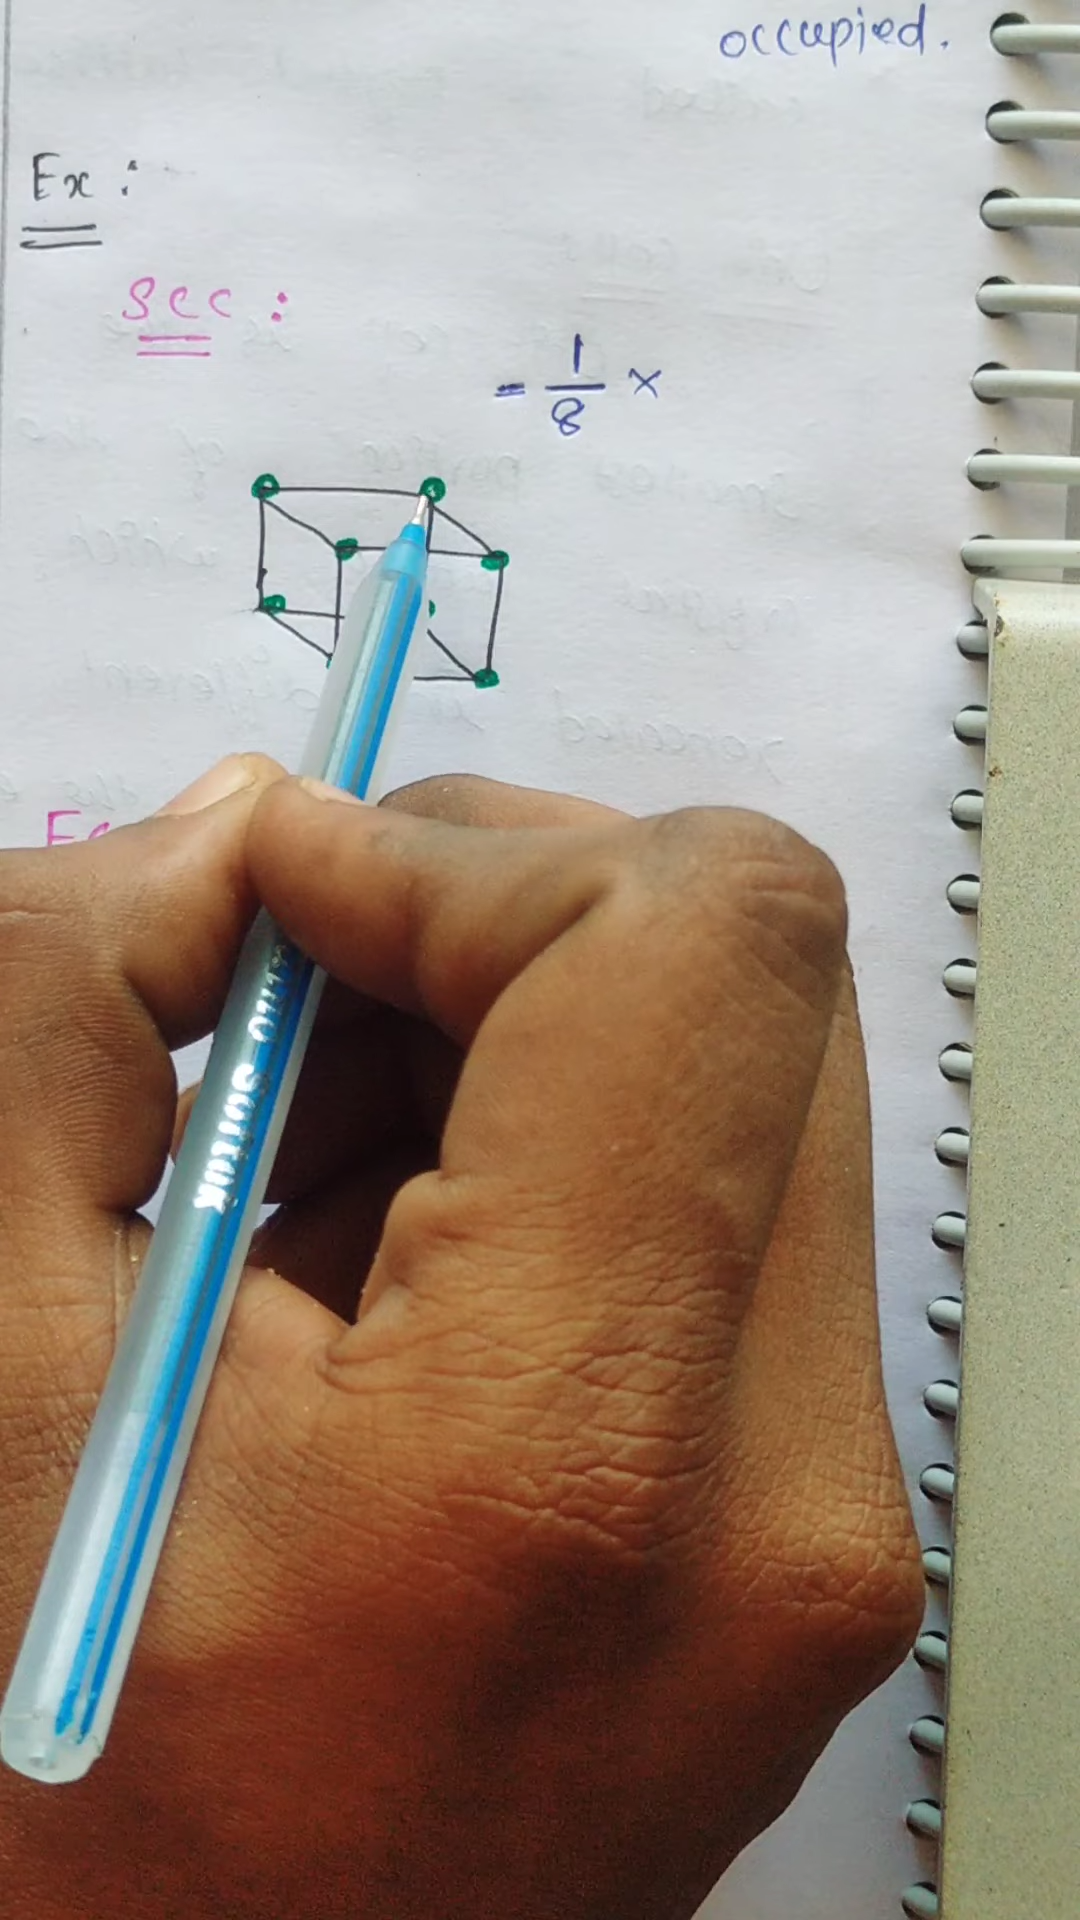 occupied.
Ex :
SCC :
= 1/8 ×